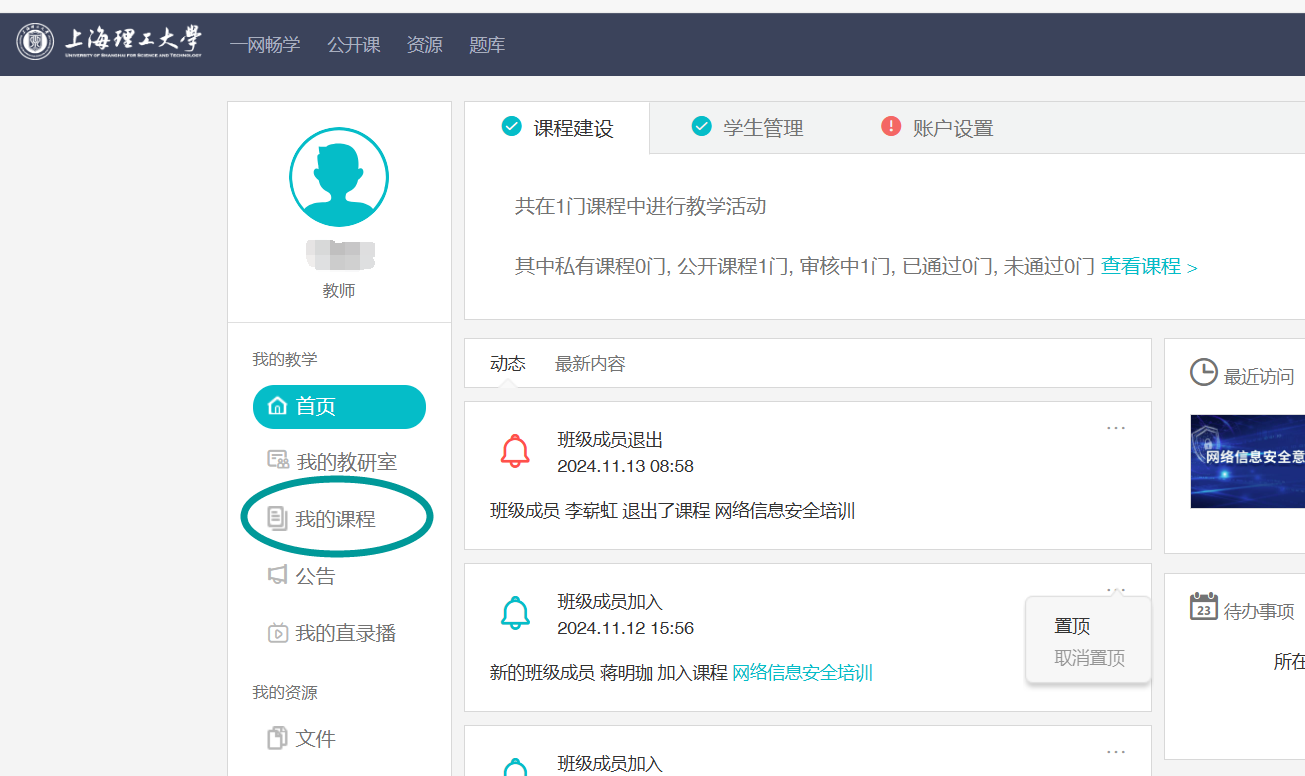 上海理工大學
UNIVERSITY OF SHANGHAI FOR SCIENCE AND TECHNOLOGY
一网畅学 公开课 资源 题库
教师
我的教学
首页
我的教研室
我的课程
公告
我的直录播
我的资源
文件
课程建设 学生管理 账户设置
共在1门课程中进行教学活动
其中私有课程0门, 公开课程1门, 审核中1门, 已通过0门, 未通过0门 查看课程 >
动态 最新内容
班级成员退出
2024.11.13 08:58
班级成员 李崭虹 退出了课程 网络信息安全培训
班级成员加入
2024.11.12 15:56
新的班级成员 蒋明珈 加入课程 网络信息安全培训
置顶
取消置顶
班级成员加入
最近访问
网络信息安全意
23 待办事项
所在